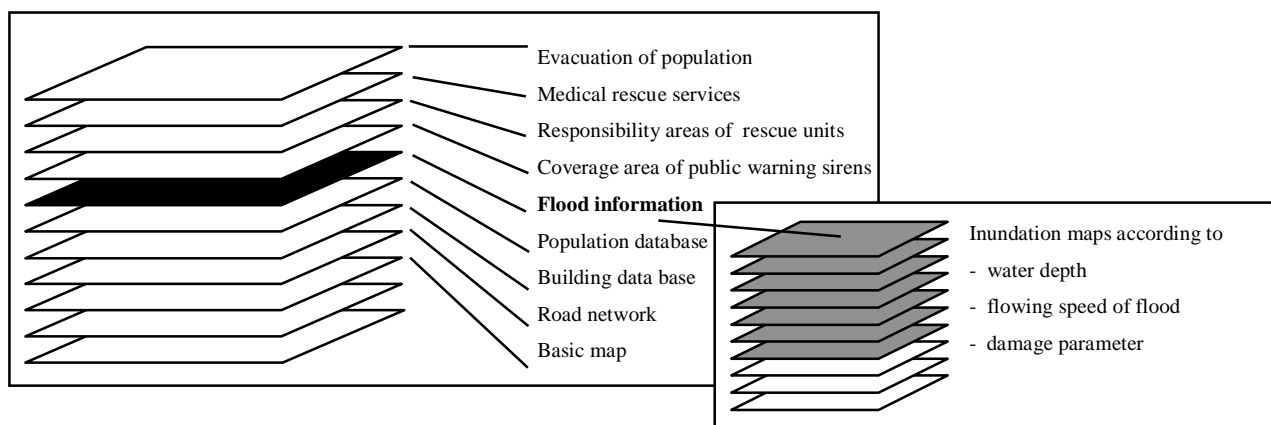 Evacuation of population
Medical rescue services
Responsibility areas of rescue units
Coverage area of public warning sirens
Flood information
Population database
Building data base
Road network
Basic map
Inundation maps according to
- water depth
- flowing speed of flood
- damage parameter